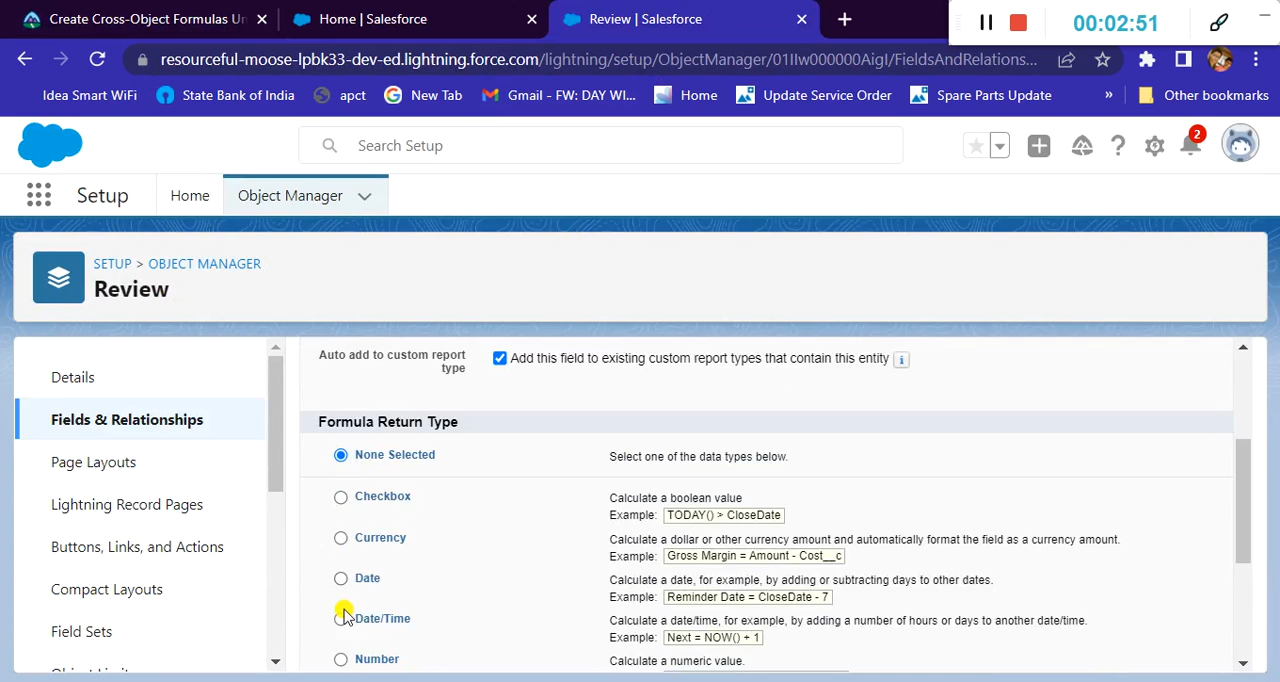 Create Cross-Object Formulas Un
Home | Salesforce
Review | Salesforce
00:02:51
resourceful-moose-lpbk33-dev-ed.lightning.force.com/lightning/setup/ObjectManager/01IIw000000AigI/FieldsAndRelations...
Idea Smart WiFi
State Bank of India
apct
New Tab
Gmail - FW: DAY WI...
Home
Update Service Order
Spare Parts Update
»
Other bookmarks
Search Setup
2
Setup
Home
Object Manager
SETUP > OBJECT MANAGER
Review
Details
Fields & Relationships
Page Layouts
Lightning Record Pages
Buttons, Links, and Actions
Compact Layouts
Field Sets
Auto add to custom report
type
Add this field to existing custom report types that contain this entity
Formula Return Type
None Selected
Select one of the data types below.
Checkbox
Calculate a boolean value
Example: TODAY() > CloseDate
Currency
Calculate a dollar or other currency amount and automatically format the field as a currency amount.
Example: Gross Margin = Amount - Cost__c
Date
Calculate a date, for example, by adding or subtracting days to other dates.
Example: Reminder Date = CloseDate - 7
Date/Time
Calculate a date/time, for example, by adding a number of hours or days to another date/time.
Example: Next = NOW() + 1
Number
Calculate a numeric value.